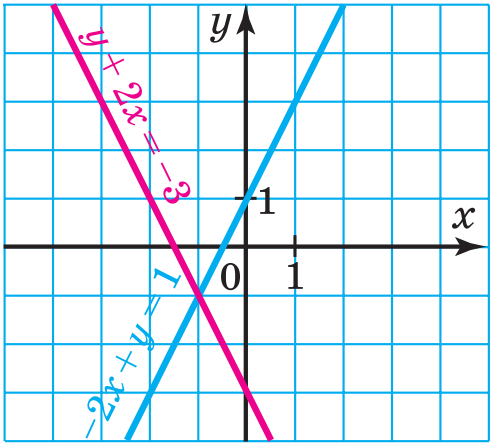 y
y + 2x = −3
1
x
0
1
−2x + y = 1